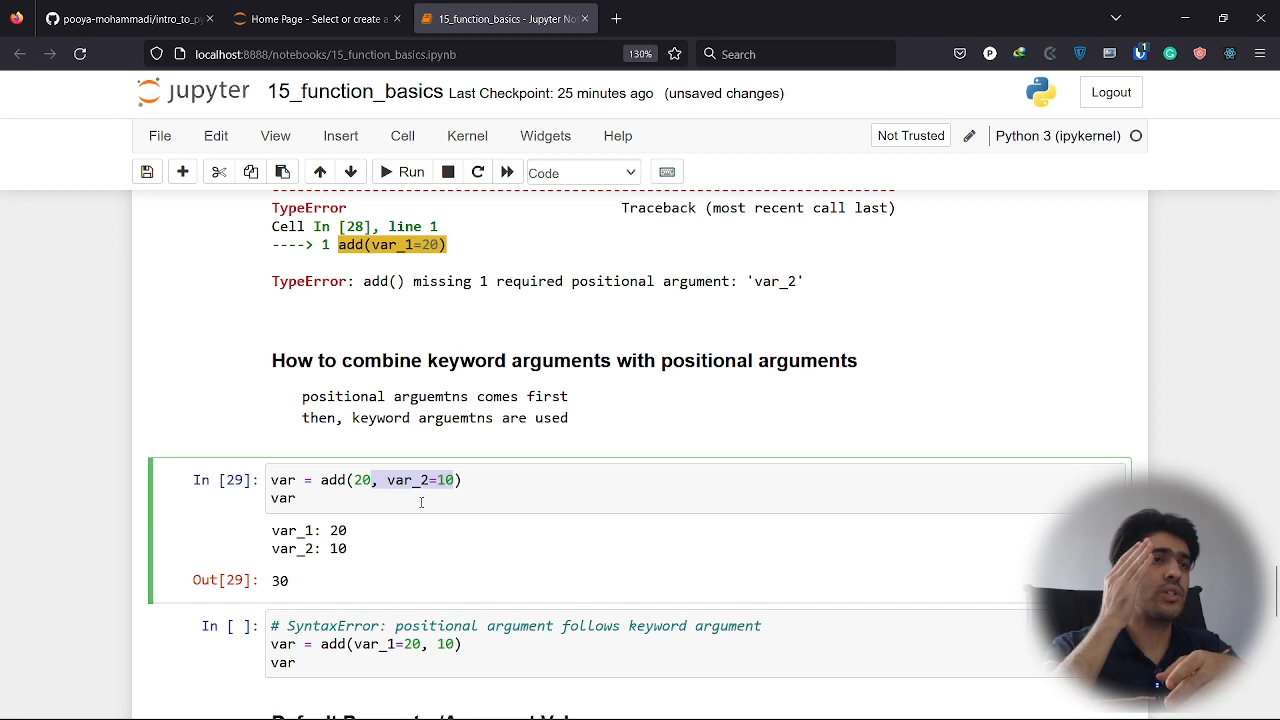 pooya-mohammadi/intro_to_py
Home Page - Select or create a
15_function_basics - Jupyter Not
localhost:8888/notebooks/15_function_basics.ipynb
130%
Search
jupyter 15_function_basics Last Checkpoint: 25 minutes ago (unsaved changes)
Logout
File Edit View Insert Cell Kernel Widgets Help
Not Trusted
Python 3 (ipykernel)
Run
Code
TypeError Traceback (most recent call last)
Cell In [28], line 1
----> 1 add(var_1=20)
TypeError: add() missing 1 required positional argument: 'var_2'
How to combine keyword arguments with positional arguments
positional arguemtns comes first
then, keyword arguemtns are used
In [29]: var = add(20, var_2=10)
var
var_1: 20
var_2: 10
Out[29]: 30
In [ ]: # SyntaxError: positional argument follows keyword argument
var = add(var_1=20, 10)
var